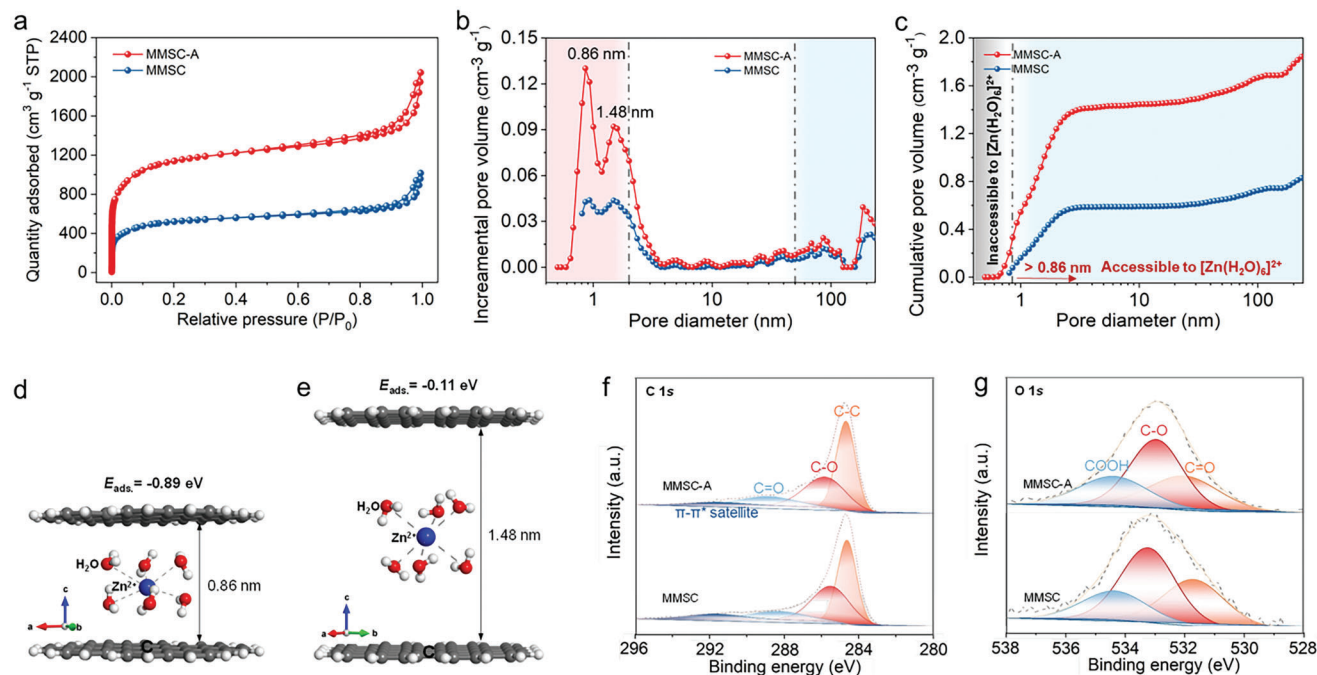 a
MMSC-A
MMSC
2400
2000
1600
1200
800
400
0
0.0 0.2 0.4 0.6 0.8 1.0
Quantity adsorbed (cm³ g⁻¹ STP)
Relative pressure (P/P₀)
b
0.86 nm
1.48 nm
MMSC-A
MMSC
0.15
0.12
0.09
0.06
0.03
0.00
1 10 100
Increamental pore volume (cm⁻³ g⁻¹)
Pore diameter (nm)
c
MMSC-A
MMSC
2.0
1.6
1.2
0.8
0.4
0.0
1 10 100
Cumulative pore volume (cm⁻³ g⁻¹)
Inaccessible to [Zn(H₂O)₆]²⁺
> 0.86 nm Accessible to [Zn(H₂O)₆]²⁺
Pore diameter (nm)
d
Eads.= -0.89 eV
H₂O
Zn²⁺
0.86 nm
c
a
b
C
e
Eads.= -0.11 eV
H₂O
Zn²⁺
1.48 nm
c
a
b
C
f
C 1s
C-C
C-O
C=O
MMSC-A
π-π* satellite
MMSC
Intensity (a.u.)
296 292 288 284 280
Binding energy (eV)
g
O 1s
C-O
COOH
C=O
MMSC-A
MMSC
Intensity (a.u.)
538 536 534 532 530 528
Binding energy (eV)